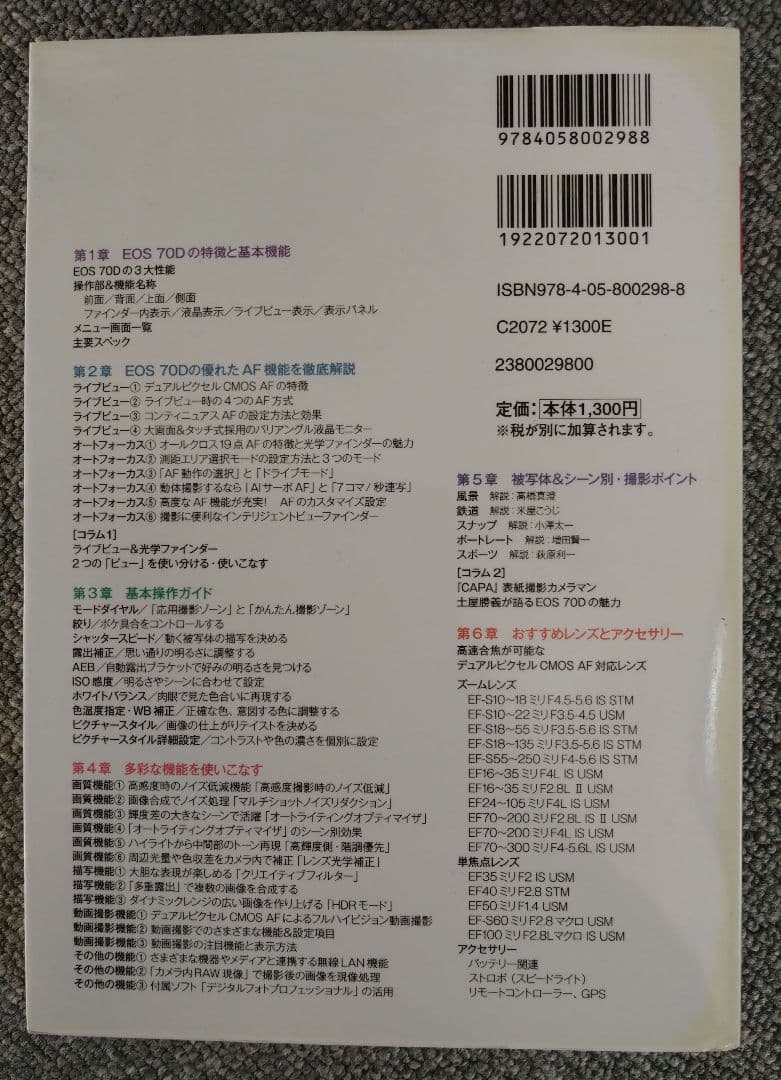 9784058002988
1922072013001
ISBN978-4-05-800298-8
C2072 ¥1300E
2380029800
定価：本体1,300円
※税が別に加算されます。
第1章 EOS 70Dの特徴と基本機能
EOS 70Dの3大性能
操作部&機能名称
前面／背面／上面／側面
ファインダー内表示／液晶表示／ライブビュー表示／表示パネル
メニュー画面一覧
主要スペック
第2章 EOS 70Dの優れたAF機能を徹底解説
ライブビュー① デュアルピクセルCMOS AFの特徴
ライブビュー② ライブビュー時の4つのAF方式
ライブビュー③ コンティニュアスAFの設定方法と効果
ライブビュー④ 大画面&タッチ式採用のバリアングル液晶モニター
オートフォーカス① オールクロス19点AFの特徴と光学ファインダーの魅力
オートフォーカス② 測距エリア選択モードの設定方法と3つのモード
オートフォーカス③「AF動作の選択」と「ドライブモード」
オートフォーカス④ 動体撮影するなら「AIサーボAF」と「7コマ/秒連写」
オートフォーカス⑤ 高度なAF機能が充実! AFのカスタマイズ設定
オートフォーカス⑥ 撮影に便利なインテリジェントビューファインダー
[コラム1]
ライブビュー&光学ファインダー
2つの「ビュー」を使い分ける・使いこなす
第3章 基本操作ガイド
モードダイヤル/「応用撮影ゾーン」と「かんたん撮影ゾーン」
絞り/ボケ具合をコントロールする
シャッタースピード/動く被写体の描写を決める
露出補正/思い通りの明るさに調整する
AEB/自動露出ブラケットで好みの明るさを見つける
ISO感度/明るさやシーンに合わせて設定
ホワイトバランス/肉眼で見た色合いに再現する
色温度指定・WB補正/正確な色、意図する色に調整する
ピクチャースタイル/画像の仕上がりテイストを決める
ピクチャースタイル詳細設定/コントラストや色の濃さを個別に設定
第4章 多彩な機能を使いこなす
画質機能① 高感度時のノイズ低減機能「高感度撮影時のノイズ低減」
画質機能② 画像合成でノイズ処理「マルチショットノイズリダクション」
画質機能③ 輝度差の大きなシーンで活躍「オートライティングオプティマイザ」
画質機能④「オートライティングオプティマイザ」のシーン別効果
画質機能⑤ ハイライトから中間部のトーン再現「高輝度側・階調優先」
画質機能⑥ 周辺光量や色収差をカメラ内で補正「レンズ光学補正」
描写機能① 大胆な表現が楽しめる「クリエイティブフィルター」
描写機能②「多重露出」で複数の画像を合成する
描写機能③ ダイナミックレンジの広い画像を作り上げる「HDRモード」
動画撮影機能① デュアルピクセルCMOS AFによるフルハイビジョン動画撮影
動画撮影機能② 動画撮影でのさまざまな機能&設定項目
動画撮影機能③ 動画撮影の注目機能と表示方法
その他の機能① さまざまな機器やメディアと連携する無線LAN機能
その他の機能②「カメラ内RAW現像」で撮影後の画像を現像処理
その他の機能③ 付属ソフト「デジタルフォトプロフェッショナル」の活用
第5章 被写体&シーン別・撮影ポイント
風景 解説：高橋真澄
鉄道 解説：米屋こうじ
スナップ 解説：小澤太一
ポートレート 解説：増田賢一
スポーツ 解説：萩原利一
[コラム2]
『CAPA』表紙撮影カメラマン
土屋勝義が語るEOS 70Dの魅力
第6章 おすすめレンズとアクセサリー
高速合焦が可能な
デュアルピクセルCMOS AF対応レンズ
ズームレンズ
EF-S10〜18ミリF4.5-5.6 IS STM
EF-S10〜22ミリF3.5-4.5 USM
EF-S18〜55ミリF3.5-5.6 IS STM
EF-S18〜135ミリF3.5-5.6 IS STM
EF-S55〜250ミリF4-5.6 IS STM
EF16〜35ミリF4L IS USM
EF16〜35ミリF2.8L II USM
EF24〜105ミリF4L IS USM
EF70〜200ミリF2.8L IS II USM
EF70〜200ミリF4L IS USM
EF70〜300ミリF4-5.6L IS USM
単焦点レンズ
EF35ミリF2 IS USM
EF40ミリF2.8 STM
EF50ミリF1.4 USM
EF-S60ミリF2.8マクロ USM
EF100ミリF2.8Lマクロ IS USM
アクセサリー
バッテリー関連
ストロボ（スピードライト）
リモートコントローラー、GPS